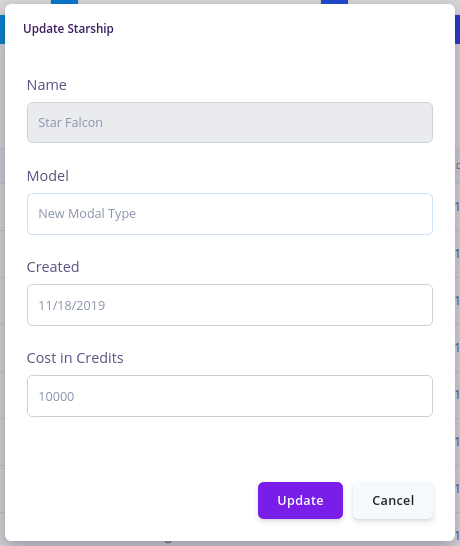 Update Starship
Name
Star Falcon
Model
New Modal Type
Created
11/18/2019
Cost in Credits
10000
Update
Cancel